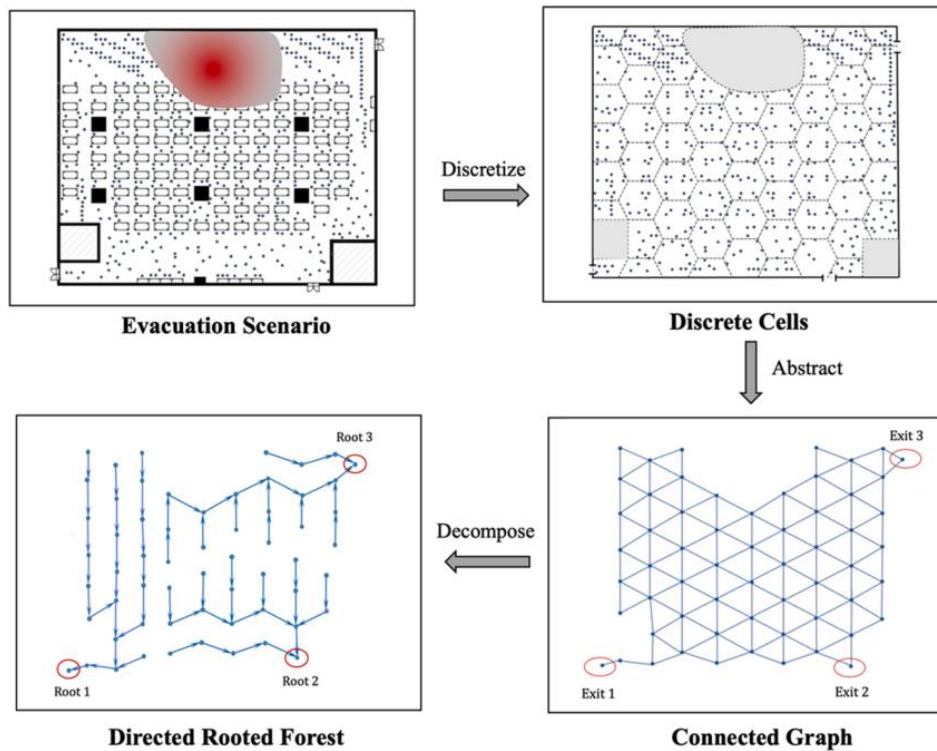 Evacuation Scenario
Discretize
Discrete Cells
Abstract
Exit 3
Exit 1
Exit 2
Connected Graph
Decompose
Root 3
Root 1
Root 2
Directed Rooted Forest